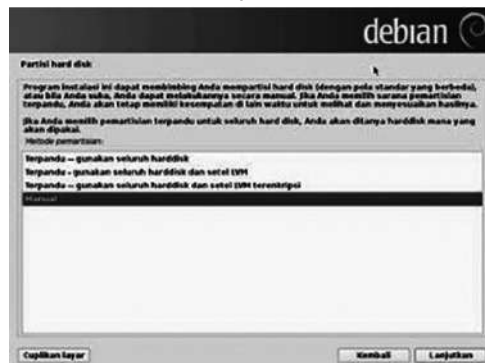 debian
Partisi hard disk
Program instalasi ini dapat membimbing Anda mempartisi hard disk (dengan pola standar yang berbeda),
atau bila Anda suka, Anda dapat melakukannya secara manual. Jika Anda memilih sarana pemartisian
terpandu, Anda akan tetap memiliki kesempatan di lain waktu untuk melihat dan menyesuaikan hasilnya.
Jika Anda memilih pemartisian terpandu untuk seluruh hard disk, Anda akan ditanya harddisk mana yang
akan dipakai.
Metode pemartisian:
Terpandu -- gunakan seluruh harddisk
Terpandu - gunakan seluruh harddisk dan setel LVM
Terpandu -- gunakan seluruh harddisk dan setel LVM terenkripsi
Manual
Cuplikan layar
Kembali
Lanjutkan